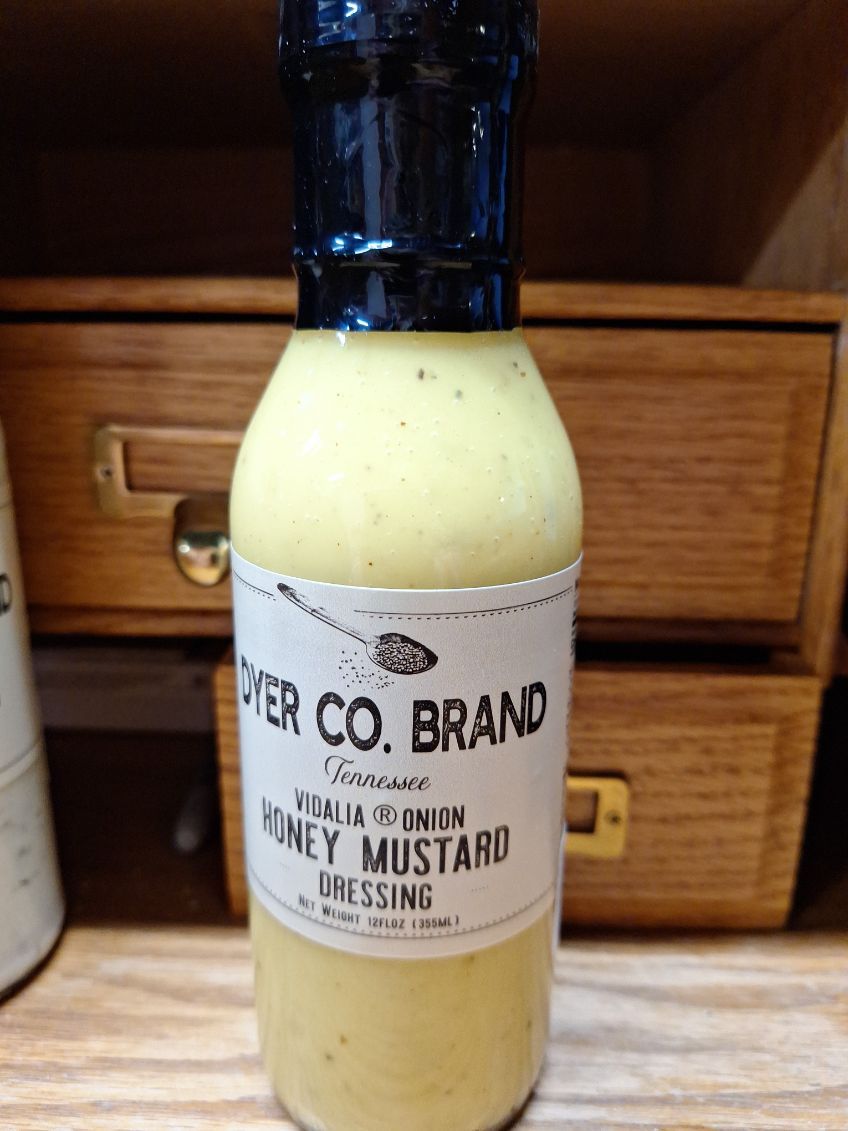 DYER CO. BRAND
Tennessee
VIDALIA ® ONION
HONEY MUSTARD
DRESSING
NET WEIGHT 12FLOZ (355ML)